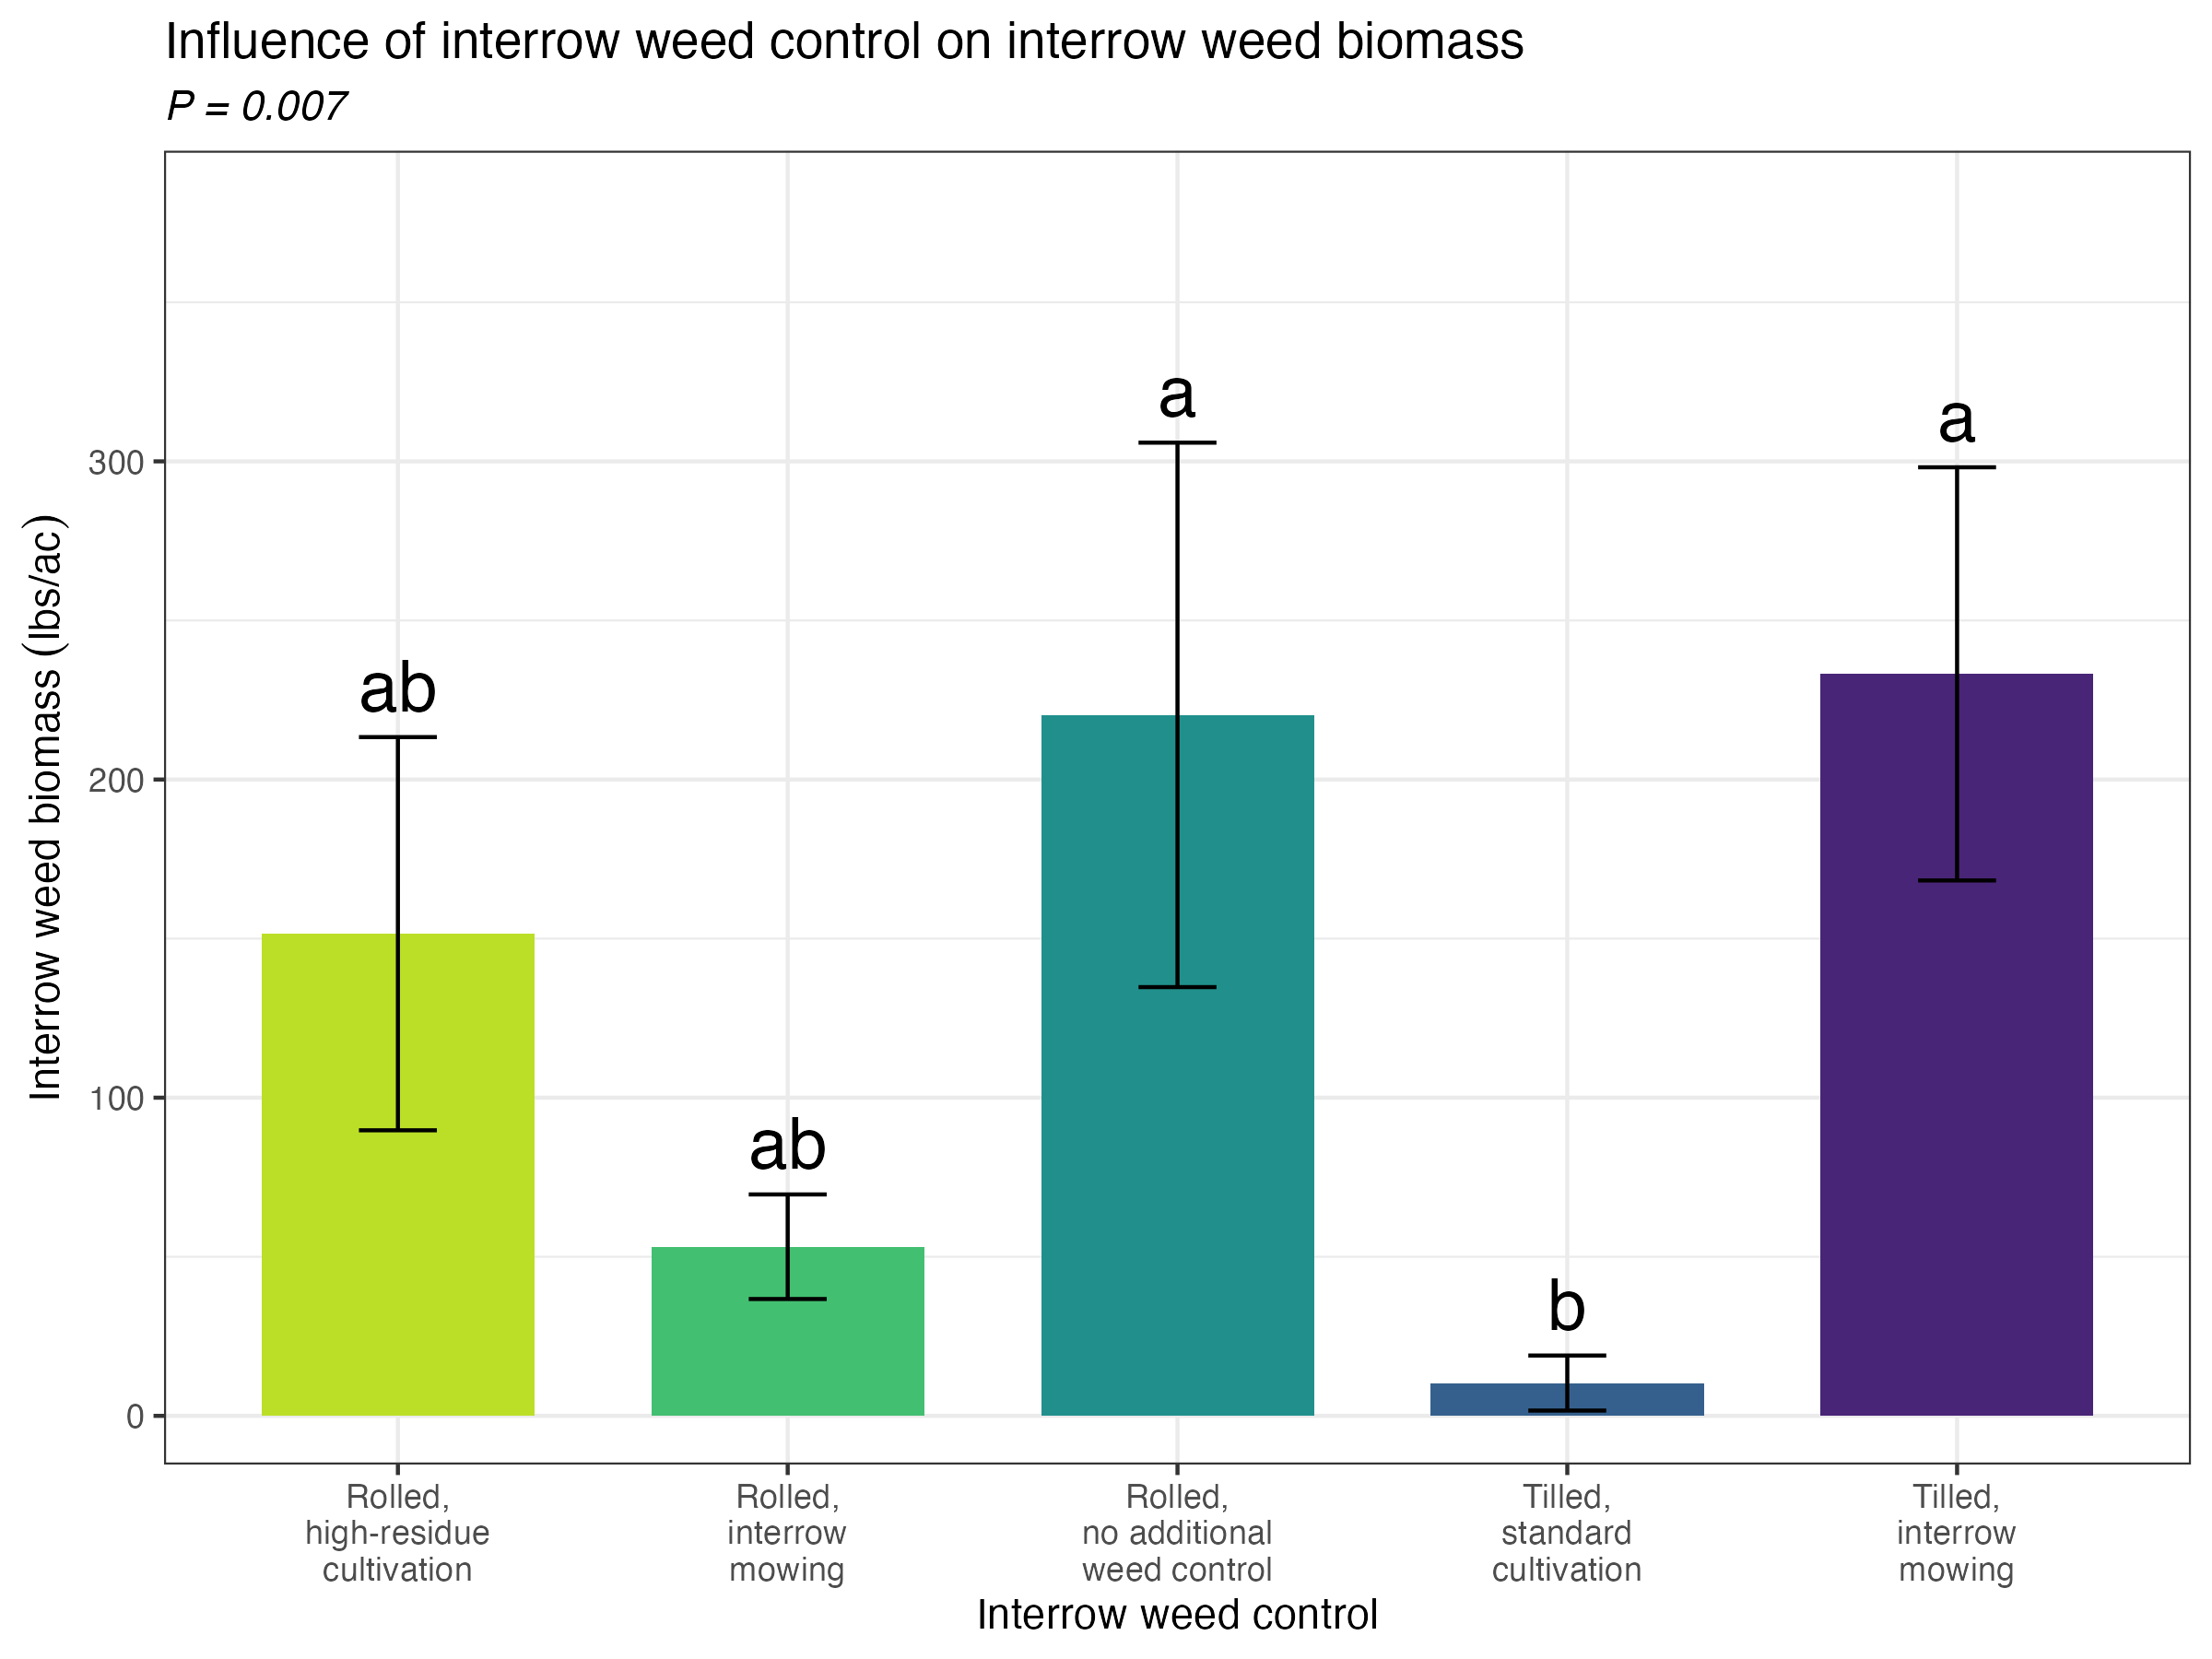 Influence of interrow weed control on interrow weed biomass
P = 0.007
Interrow weed biomass (lbs/ac)
300
200
100
0
ab
ab
a
b
a
Rolled,
high-residue
cultivation
Rolled,
interrow
mowing
Rolled,
no additional
weed control
Tilled,
standard
cultivation
Tilled,
interrow
mowing
Interrow weed control